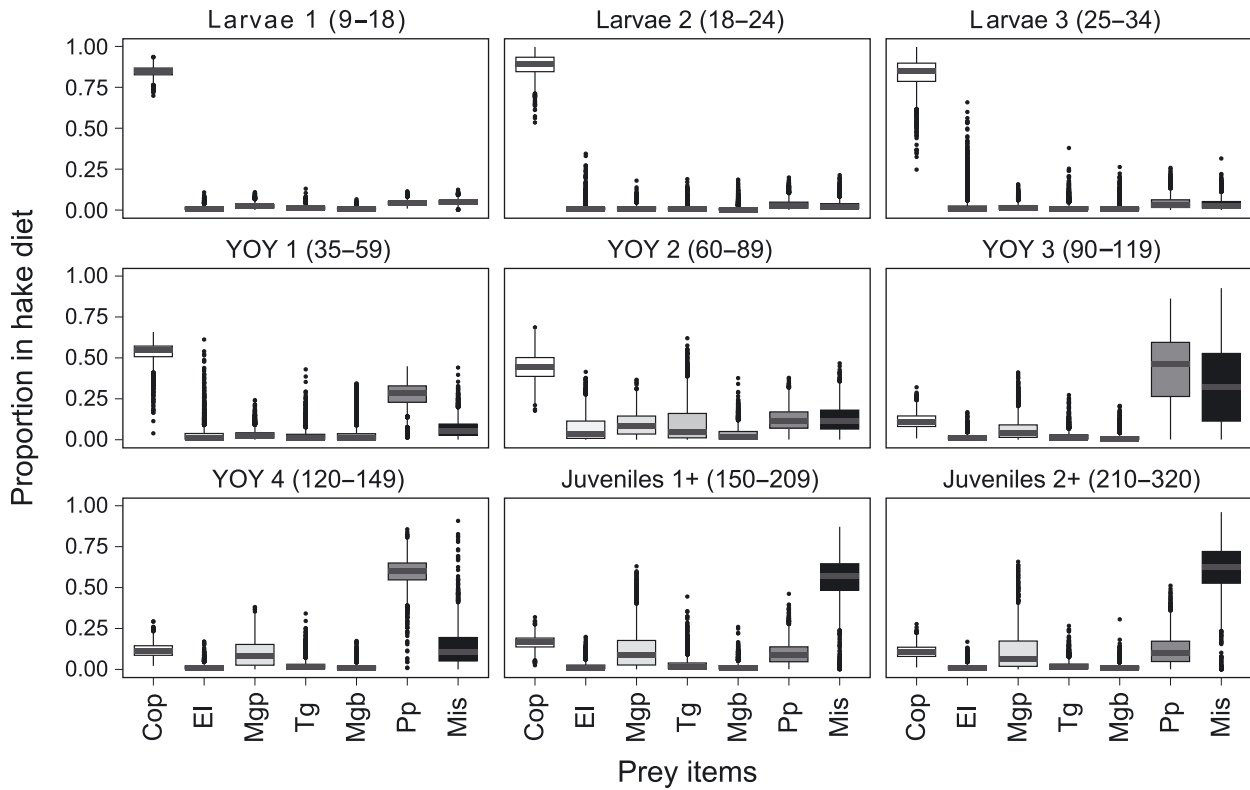 Larvae 1 (9–18) Larvae 2 (18–24) Larvae 3 (25–34)
1.00
0.75
0.50
0.25
0.00
YOY 1 (35–59) YOY 2 (60–89) YOY 3 (90–119)
1.00
0.75
0.50
0.25
0.00
YOY 4 (120–149) Juveniles 1+ (150–209) Juveniles 2+ (210–320)
1.00
0.75
0.50
0.25
0.00
Proportion in hake diet
Cop El Mgp Tg Mgb Pp Mis Cop El Mgp Tg Mgb Pp Mis Cop El Mgp Tg Mgb Pp Mis
Prey items